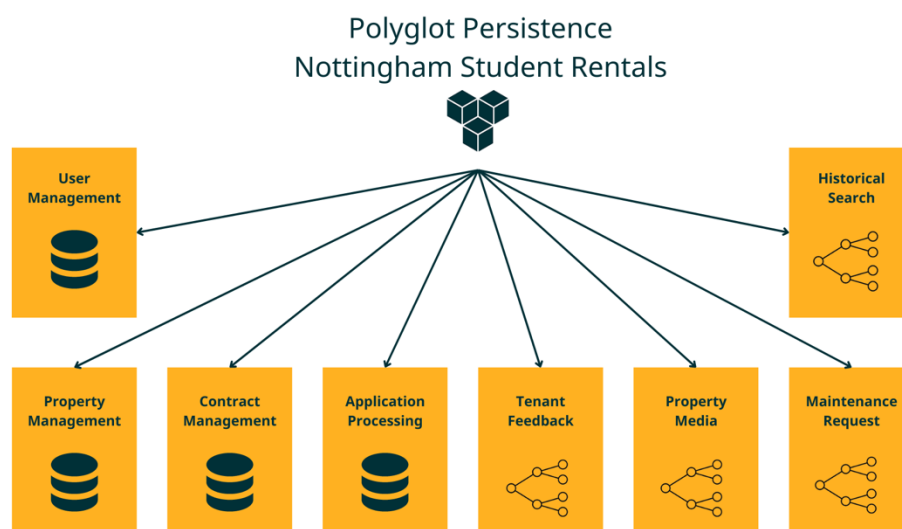 Polyglot Persistence
Nottingham Student Rentals
User
Management
Historical
Search
Property
Management
Contract
Management
Application
Processing
Tenant
Feedback
Property
Media
Maintenance
Request